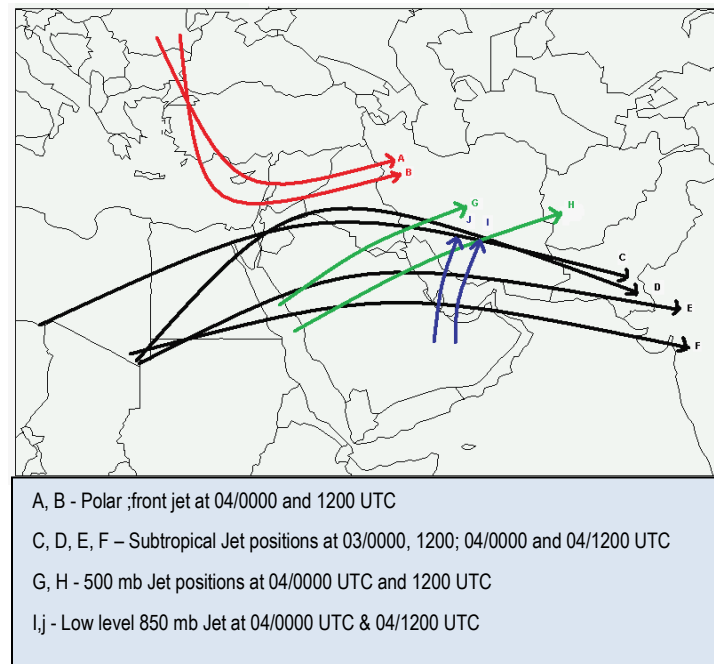 A
B
G
H
J
I
C
D
E
F
A, B - Polar ;front jet at 04/0000 and 1200 UTC
C, D, E, F – Subtropical Jet positions at 03/0000, 1200; 04/0000 and 04/1200 UTC
G, H - 500 mb Jet positions at 04/0000 UTC and 1200 UTC
I,j - Low level 850 mb Jet at 04/0000 UTC & 04/1200 UTC